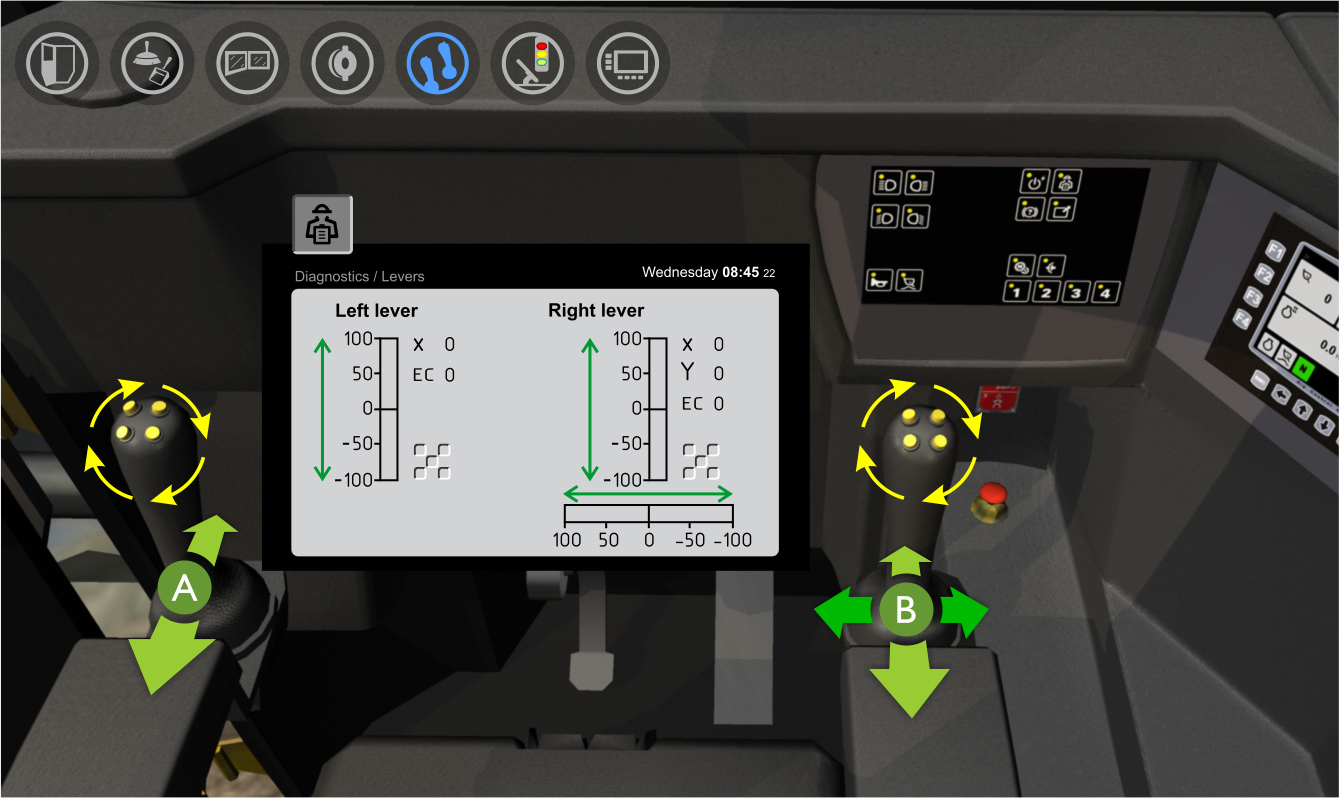 Diagnostics / Levers
Wednesday 08:45 22
Left lever
100
50
0
-50
-100
X 0
EC 0
Right lever
100
50
0
-50
-100
X 0
Y 0
EC 0
100 50 0 -50 -100
A
B
1 2 3 4
F1
F2
F3
F4
0
0.0
N